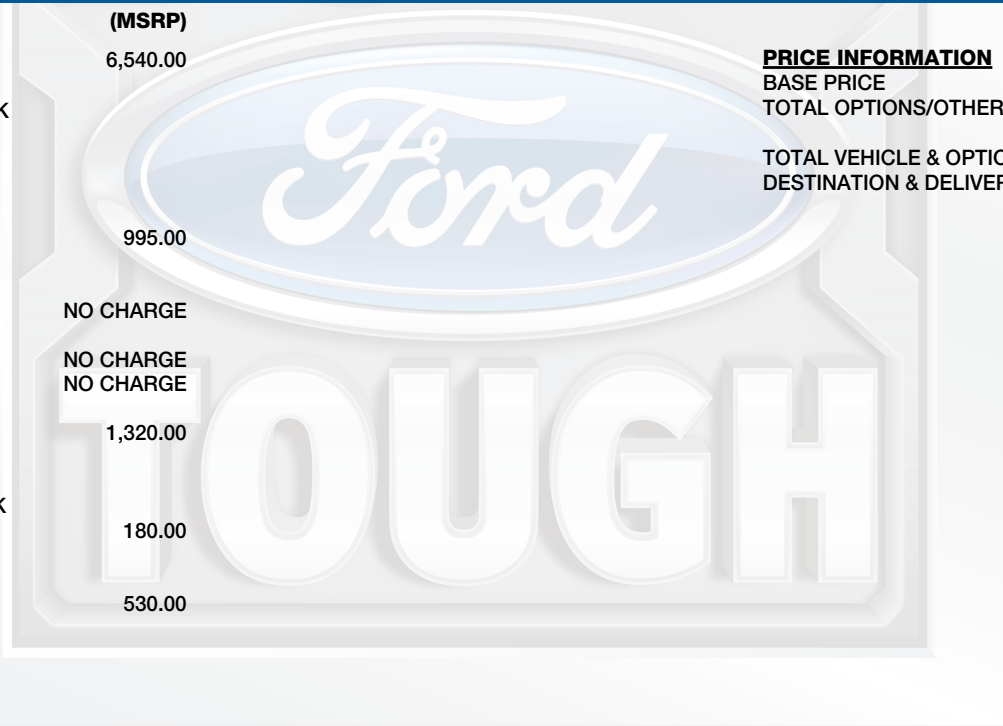 (MSRP)
6,540.00
K
995.00
NO CHARGE
NO CHARGE
NO CHARGE
1,320.00
K
180.00
530.00
PRICE INFORMATION
BASE PRICE
TOTAL OPTIONS/OTHER
TOTAL VEHICLE & OPTIO
DESTINATION & DELIVER
Ford
TOUGH